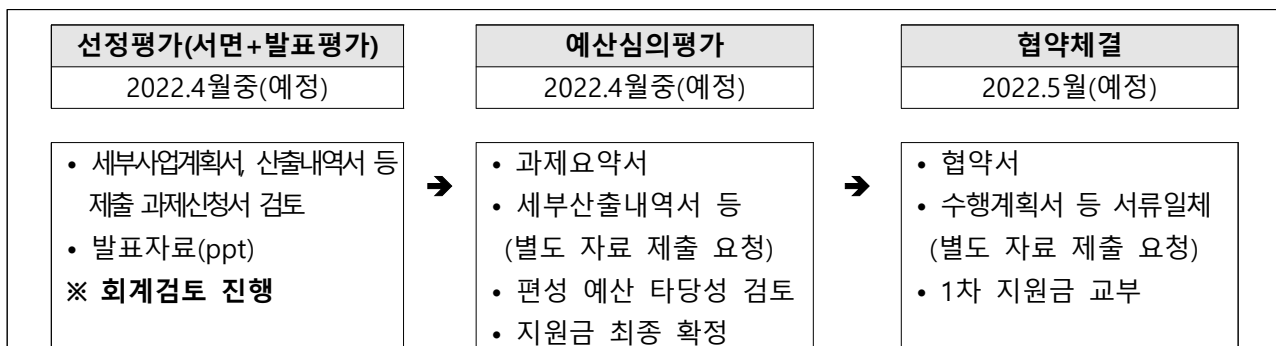 선정평가(서면+발표평가)
2022.4월중(예정)
• 세부사업계획서, 산출내역서 등
제출 과제신청서 검토
• 발표자료(ppt)
※ 회계검토 진행
➔
예산심의평가
2022.4월중(예정)
• 과제요약서
• 세부산출내역서 등
(별도 자료 제출 요청)
• 편성 예산 타당성 검토
• 지원금 최종 확정
➔
협약체결
2022.5월(예정)
• 협약서
• 수행계획서 등 서류일체
(별도 자료 제출 요청)
• 1차 지원금 교부